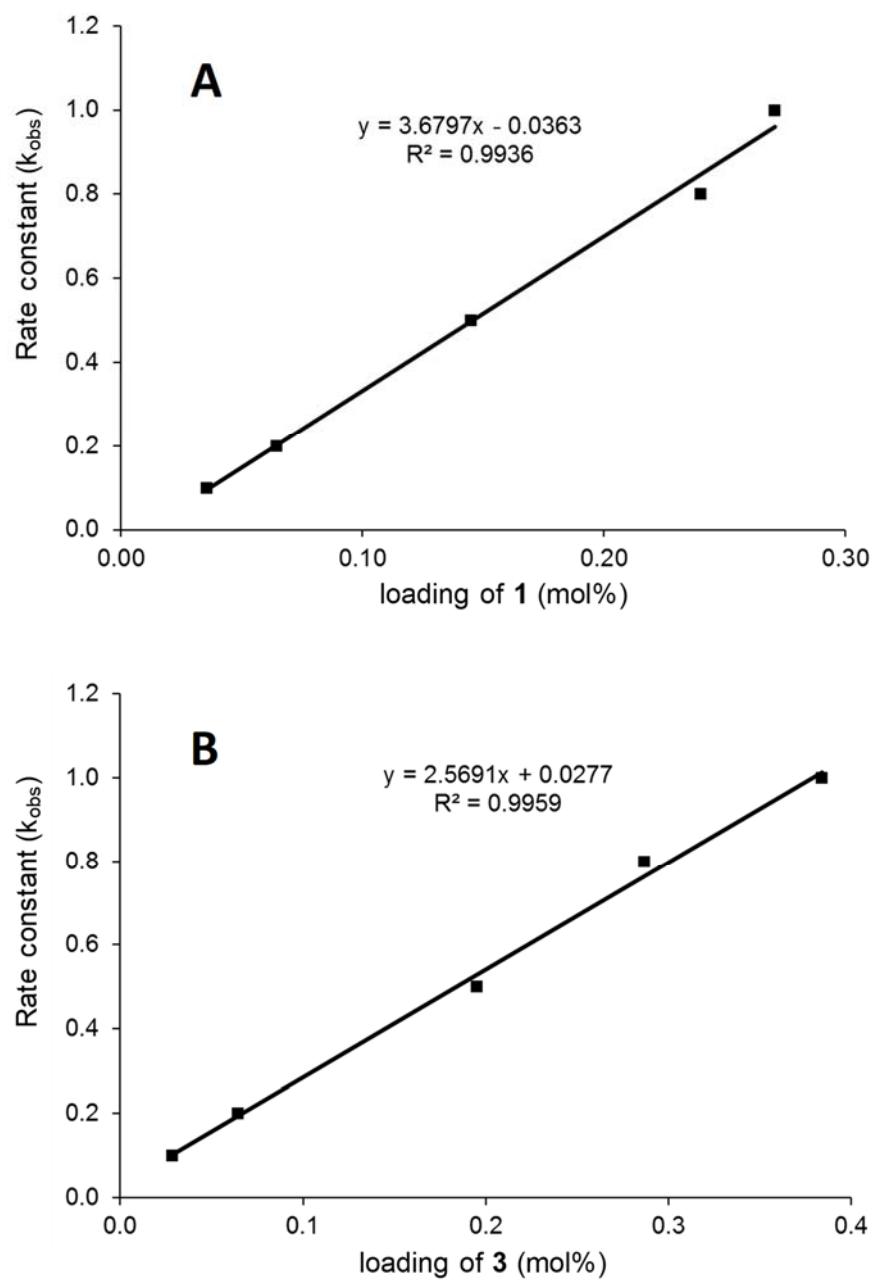 A
y = 3.6797x - 0.0363
R² = 0.9936
Rate constant (kobs)
1.2
1.0
0.8
0.6
0.4
0.2
0.0
0.00 0.10 0.20 0.30
loading of 1 (mol%)
B
y = 2.5691x + 0.0277
R² = 0.9959
Rate constant (kobs)
1.2
1.0
0.8
0.6
0.4
0.2
0.0
0.0 0.1 0.2 0.3 0.4
loading of 3 (mol%)